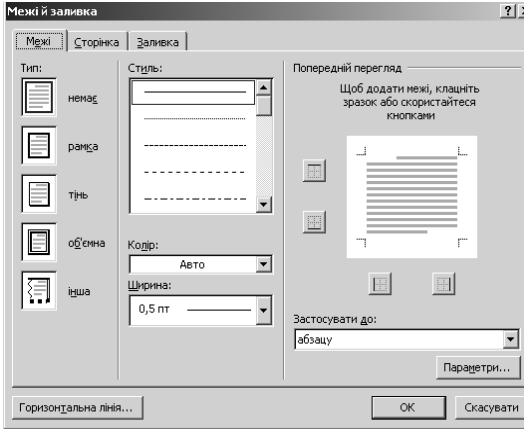 Межі й заливка
Межі
Сторінка
Заливка
Тип:
немає
рамка
тінь
об'ємна
інша
Стиль:
Колір:
Авто
Ширина:
0,5 пт
Попередній перегляд
Щоб додати межі, клацніть
зразок або скористайтеся
кнопками
Застосувати до:
абзацу
Параметри...
Горизонтальна лінія...
ОК
Скасувати